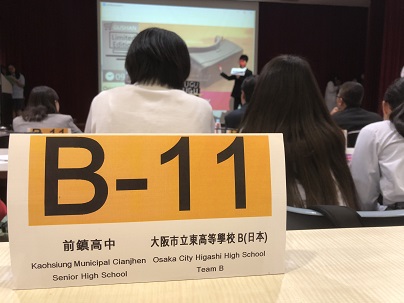 B-11
前鎮高中 大阪市立東高等學校 B(日本)
Kaohsiung Municipal Cianjhen Osaka City Higashi High School
Senior High School Team B